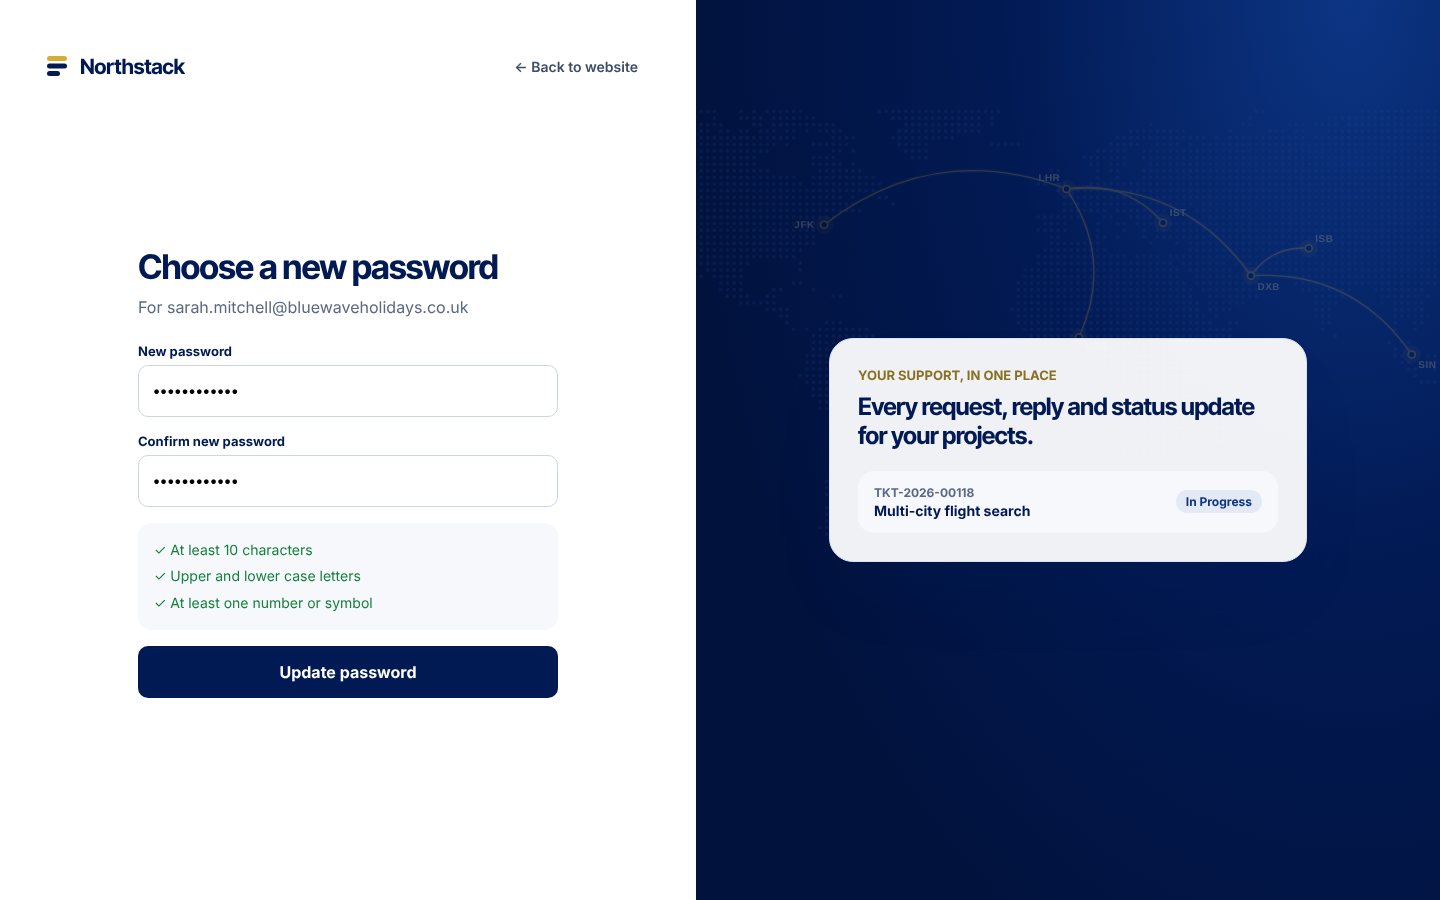 Northstack
← Back to website
Choose a new password
For sarah.mitchell@bluewaveholidays.co.uk
New password
••••••••••••
Confirm new password
••••••••••••
✓ At least 10 characters
✓ Upper and lower case letters
✓ At least one number or symbol
Update password
LHR
JFK
IST
ISB
DXB
SIN
YOUR SUPPORT, IN ONE PLACE
Every request, reply and status update
for your projects.
TKT-2026-00118
Multi-city flight search
In Progress